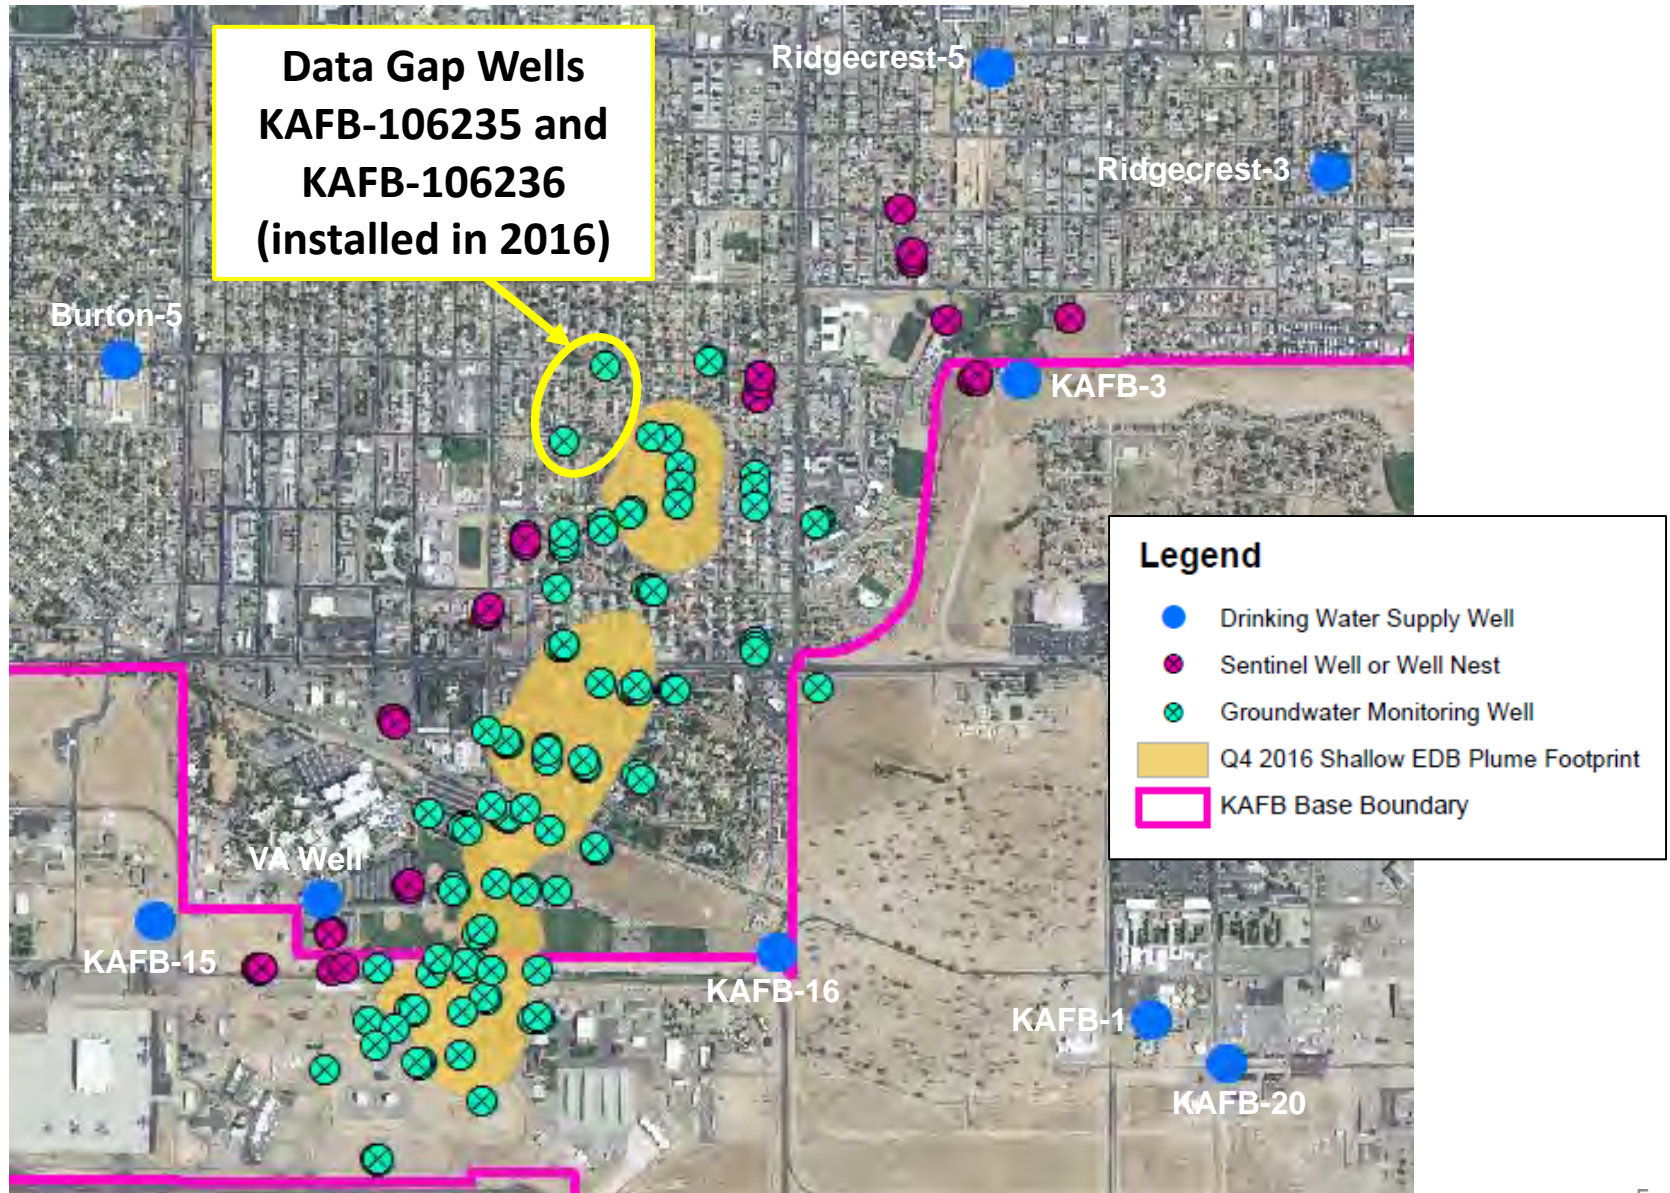 Data Gap Wells
KAFB-106235 and
KAFB-106236
(installed in 2016)
Ridgecrest-5
Ridgecrest-3
Burton-5
KAFB-3
Legend
Drinking Water Supply Well
Sentinel Well or Well Nest
Groundwater Monitoring Well
Q4 2016 Shallow EDB Plume Footprint
KAFB Base Boundary
VA Well
KAFB-15
KAFB-16
KAFB-1
KAFB-20